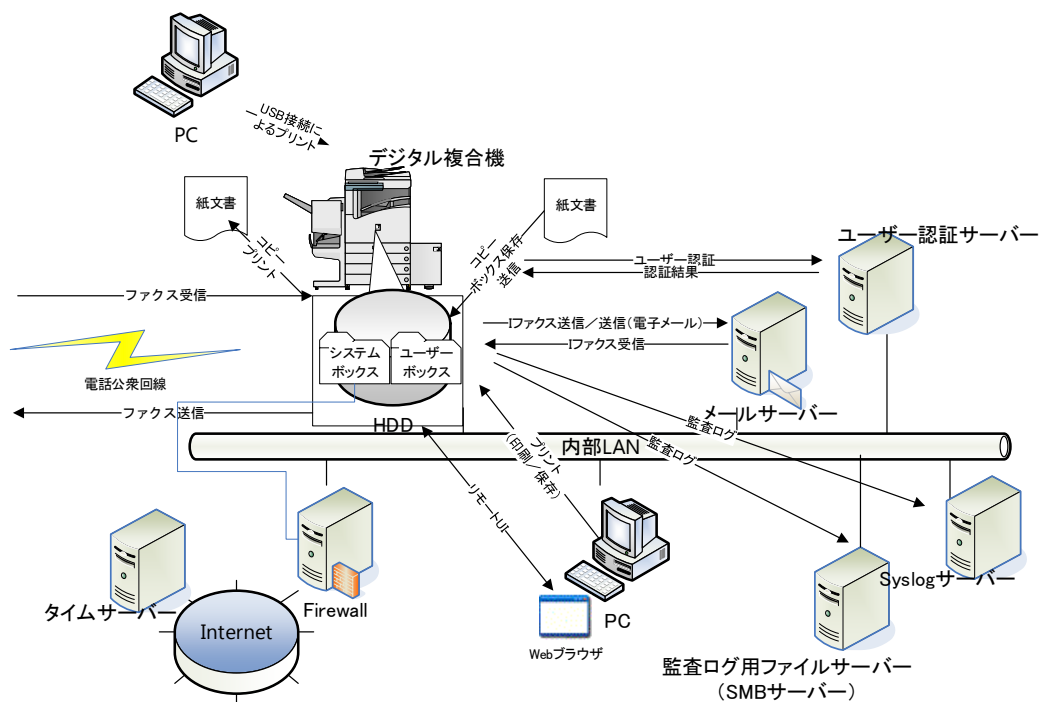 PC
USB接続に
よるプリント
デジタル複合機
紙文書
コピー
プリント
紙文書
コピー
ボックス保存
送信
ユーザー認証サーバー
ユーザー認証
認証結果
ファクス受信
Iファクス送信／送信（電子メール）
Iファクス受信
システム
ボックス
ユーザー
ボックス
電話公衆回線
ファクス送信
HDD
メールサーバー
監査ログ
監査ログ
プリント
（印刷／保存）
内部LAN
リモートUI
タイムサーバー
Firewall
Internet
PC
Webブラウザ
Syslogサーバー
監査ログ用ファイルサーバー
（SMBサーバー）